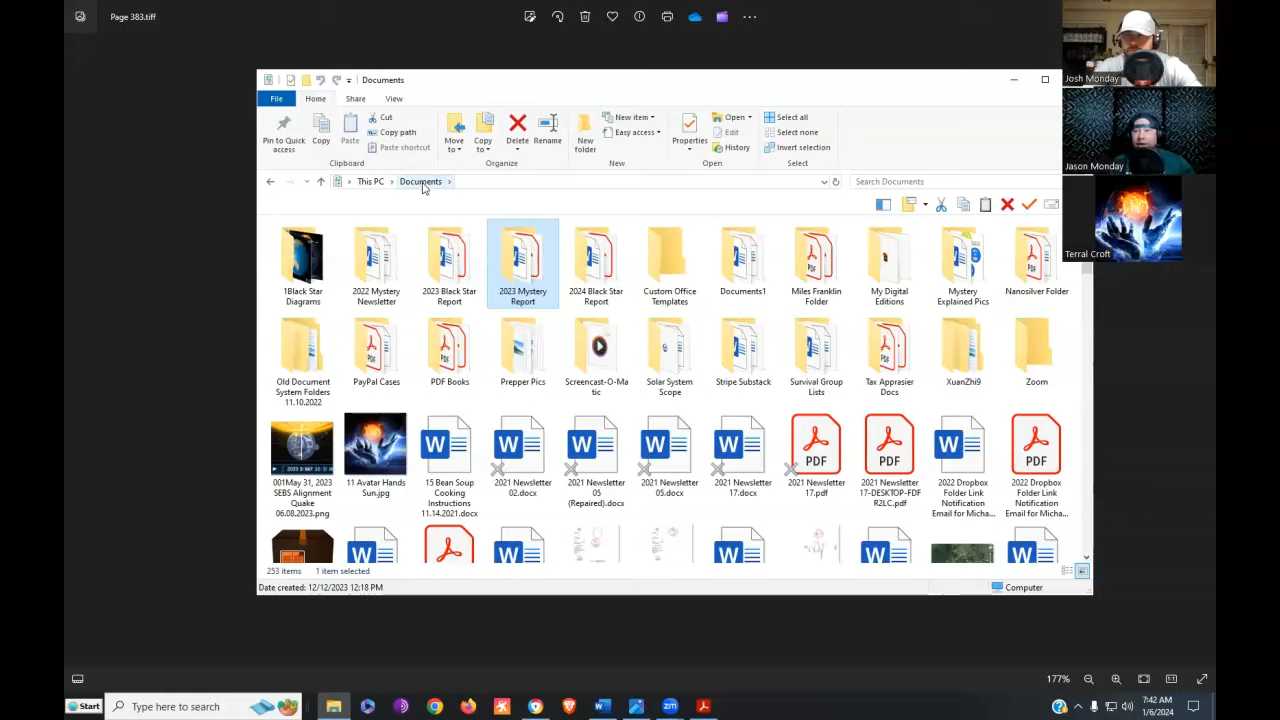 Page 383.tiff
Josh Monday
Jason Monday
Terral Croft
Documents
File
Home
Share
View
Pin to Quick
access
Copy
Paste
Cut
Copy path
Paste shortcut
Clipboard
Move
to
Copy
to
Delete
Rename
Organize
New
folder
New item
Easy access
New
Properties
Open
Edit
History
Open
Select all
Select none
Invert selection
Select
This PC
Documents
Search Documents
1Black Star
Diagrams
2022 Mystery
Newsletter
2023 Black Star
Report
2023 Mystery
Report
2024 Black Star
Report
Custom Office
Templates
Documents1
Miles Franklin
Folder
My Digital
Editions
Mystery
Explained Pics
Nanosilver Folder
Old Document
System Folders
11.10.2022
PayPal Cases
PDF Books
Prepper Pics
Screencast-O-Ma
tic
Solar System
Scope
Stripe Substack
Survival Group
Lists
Tax Apprasier
Docs
XuanZhi9
Zoom
001May 31, 2023
SEBS Alignment
Quake
06.08.2023.png
11 Avatar Hands
Sun.jpg
15 Bean Soup
Cooking
Instructions
11.14.2021.docx
2021 Newsletter
02.docx
2021 Newsletter
05
(Repaired).docx
2021 Newsletter
05.docx
2021 Newsletter
17.docx
PDF
2021 Newsletter
17.pdf
PDF
2021 Newsletter
17-DESKTOP-FDF
R2LC.pdf
2022 Dropbox
Folder Link
Notification
Email for Micha...
PDF
2022 Dropbox
Folder Link
Notification
Email for Micha...
253 items
1 item selected
Date created: 12/12/2023 12:18 PM
Computer
177%
Start
Type here to search
7:42 AM
1/6/2024